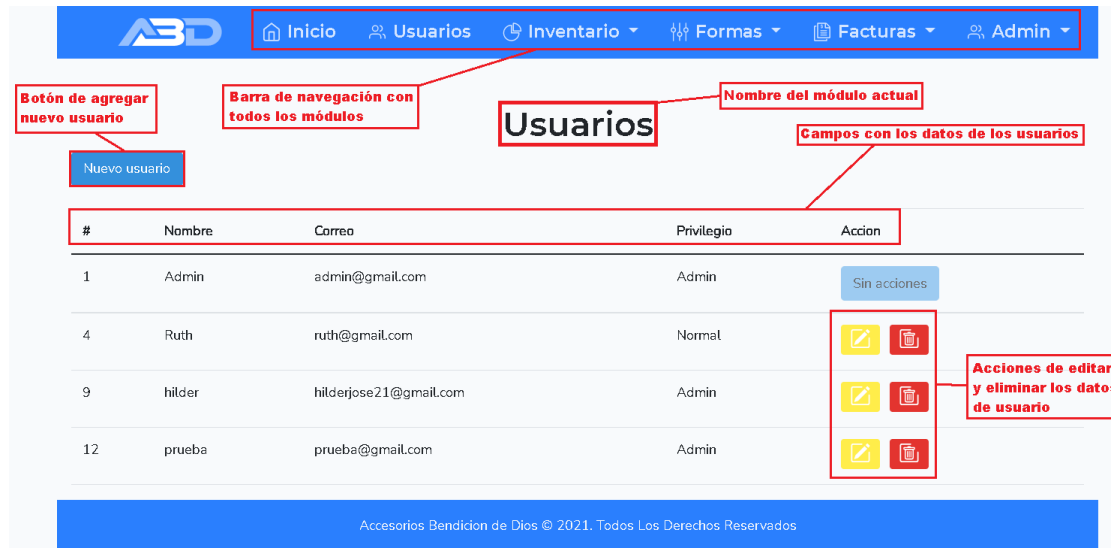 ABD Inicio Usuarios Inventario Formas Facturas Admin
Botón de agregar
nuevo usuario
Barra de navegación con
todos los módulos
Nombre del módulo actual
Usuarios
Campos con los datos de los usuarios
Nuevo usuario
# Nombre Correo Privilegio Accion
1 Admin admin@gmail.com Admin Sin acciones
4 Ruth ruth@gmail.com Normal
9 hilder hilderjose21@gmail.com Admin
Acciones de editar
y eliminar los datos
de usuario
12 prueba prueba@gmail.com Admin
Accesorios Bendicion de Dios © 2021. Todos Los Derechos Reservados